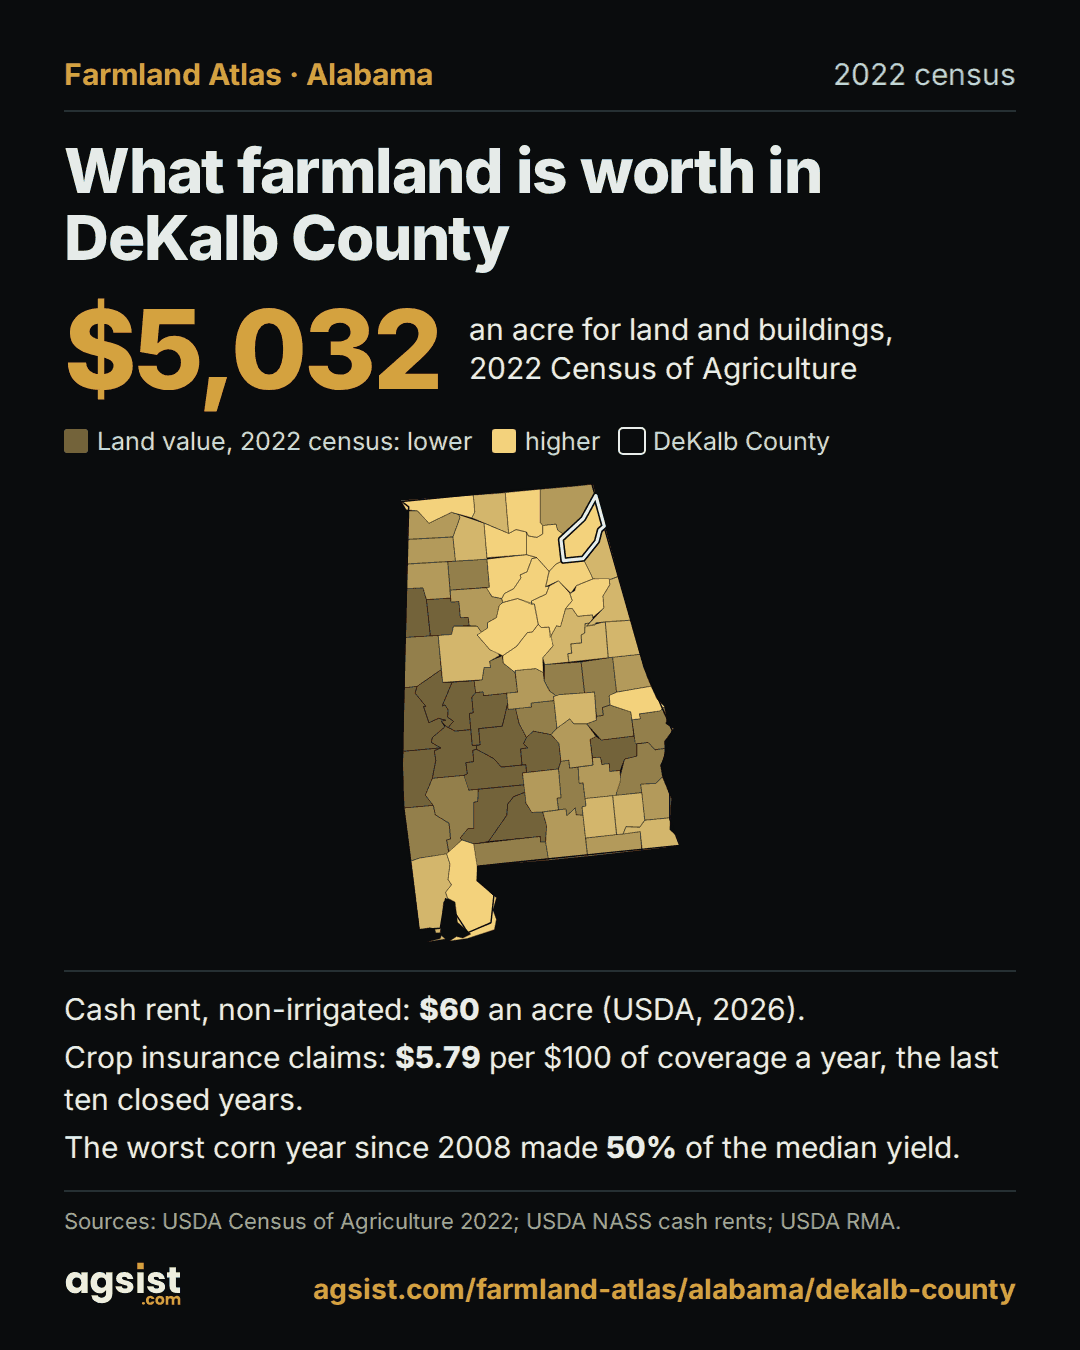 Farmland Atlas · Alabama
2022 census
What farmland is worth in
DeKalb County
$5,032
an acre for land and buildings,
2022 Census of Agriculture
Land value, 2022 census: lower
higher
DeKalb County
Cash rent, non-irrigated: $60 an acre (USDA, 2026).
Crop insurance claims: $5.79 per $100 of coverage a year, the last
ten closed years.
The worst corn year since 2008 made 50% of the median yield.
Sources: USDA Census of Agriculture 2022; USDA NASS cash rents; USDA RMA.
agsist
.com
agsist.com/farmland-atlas/alabama/dekalb-county